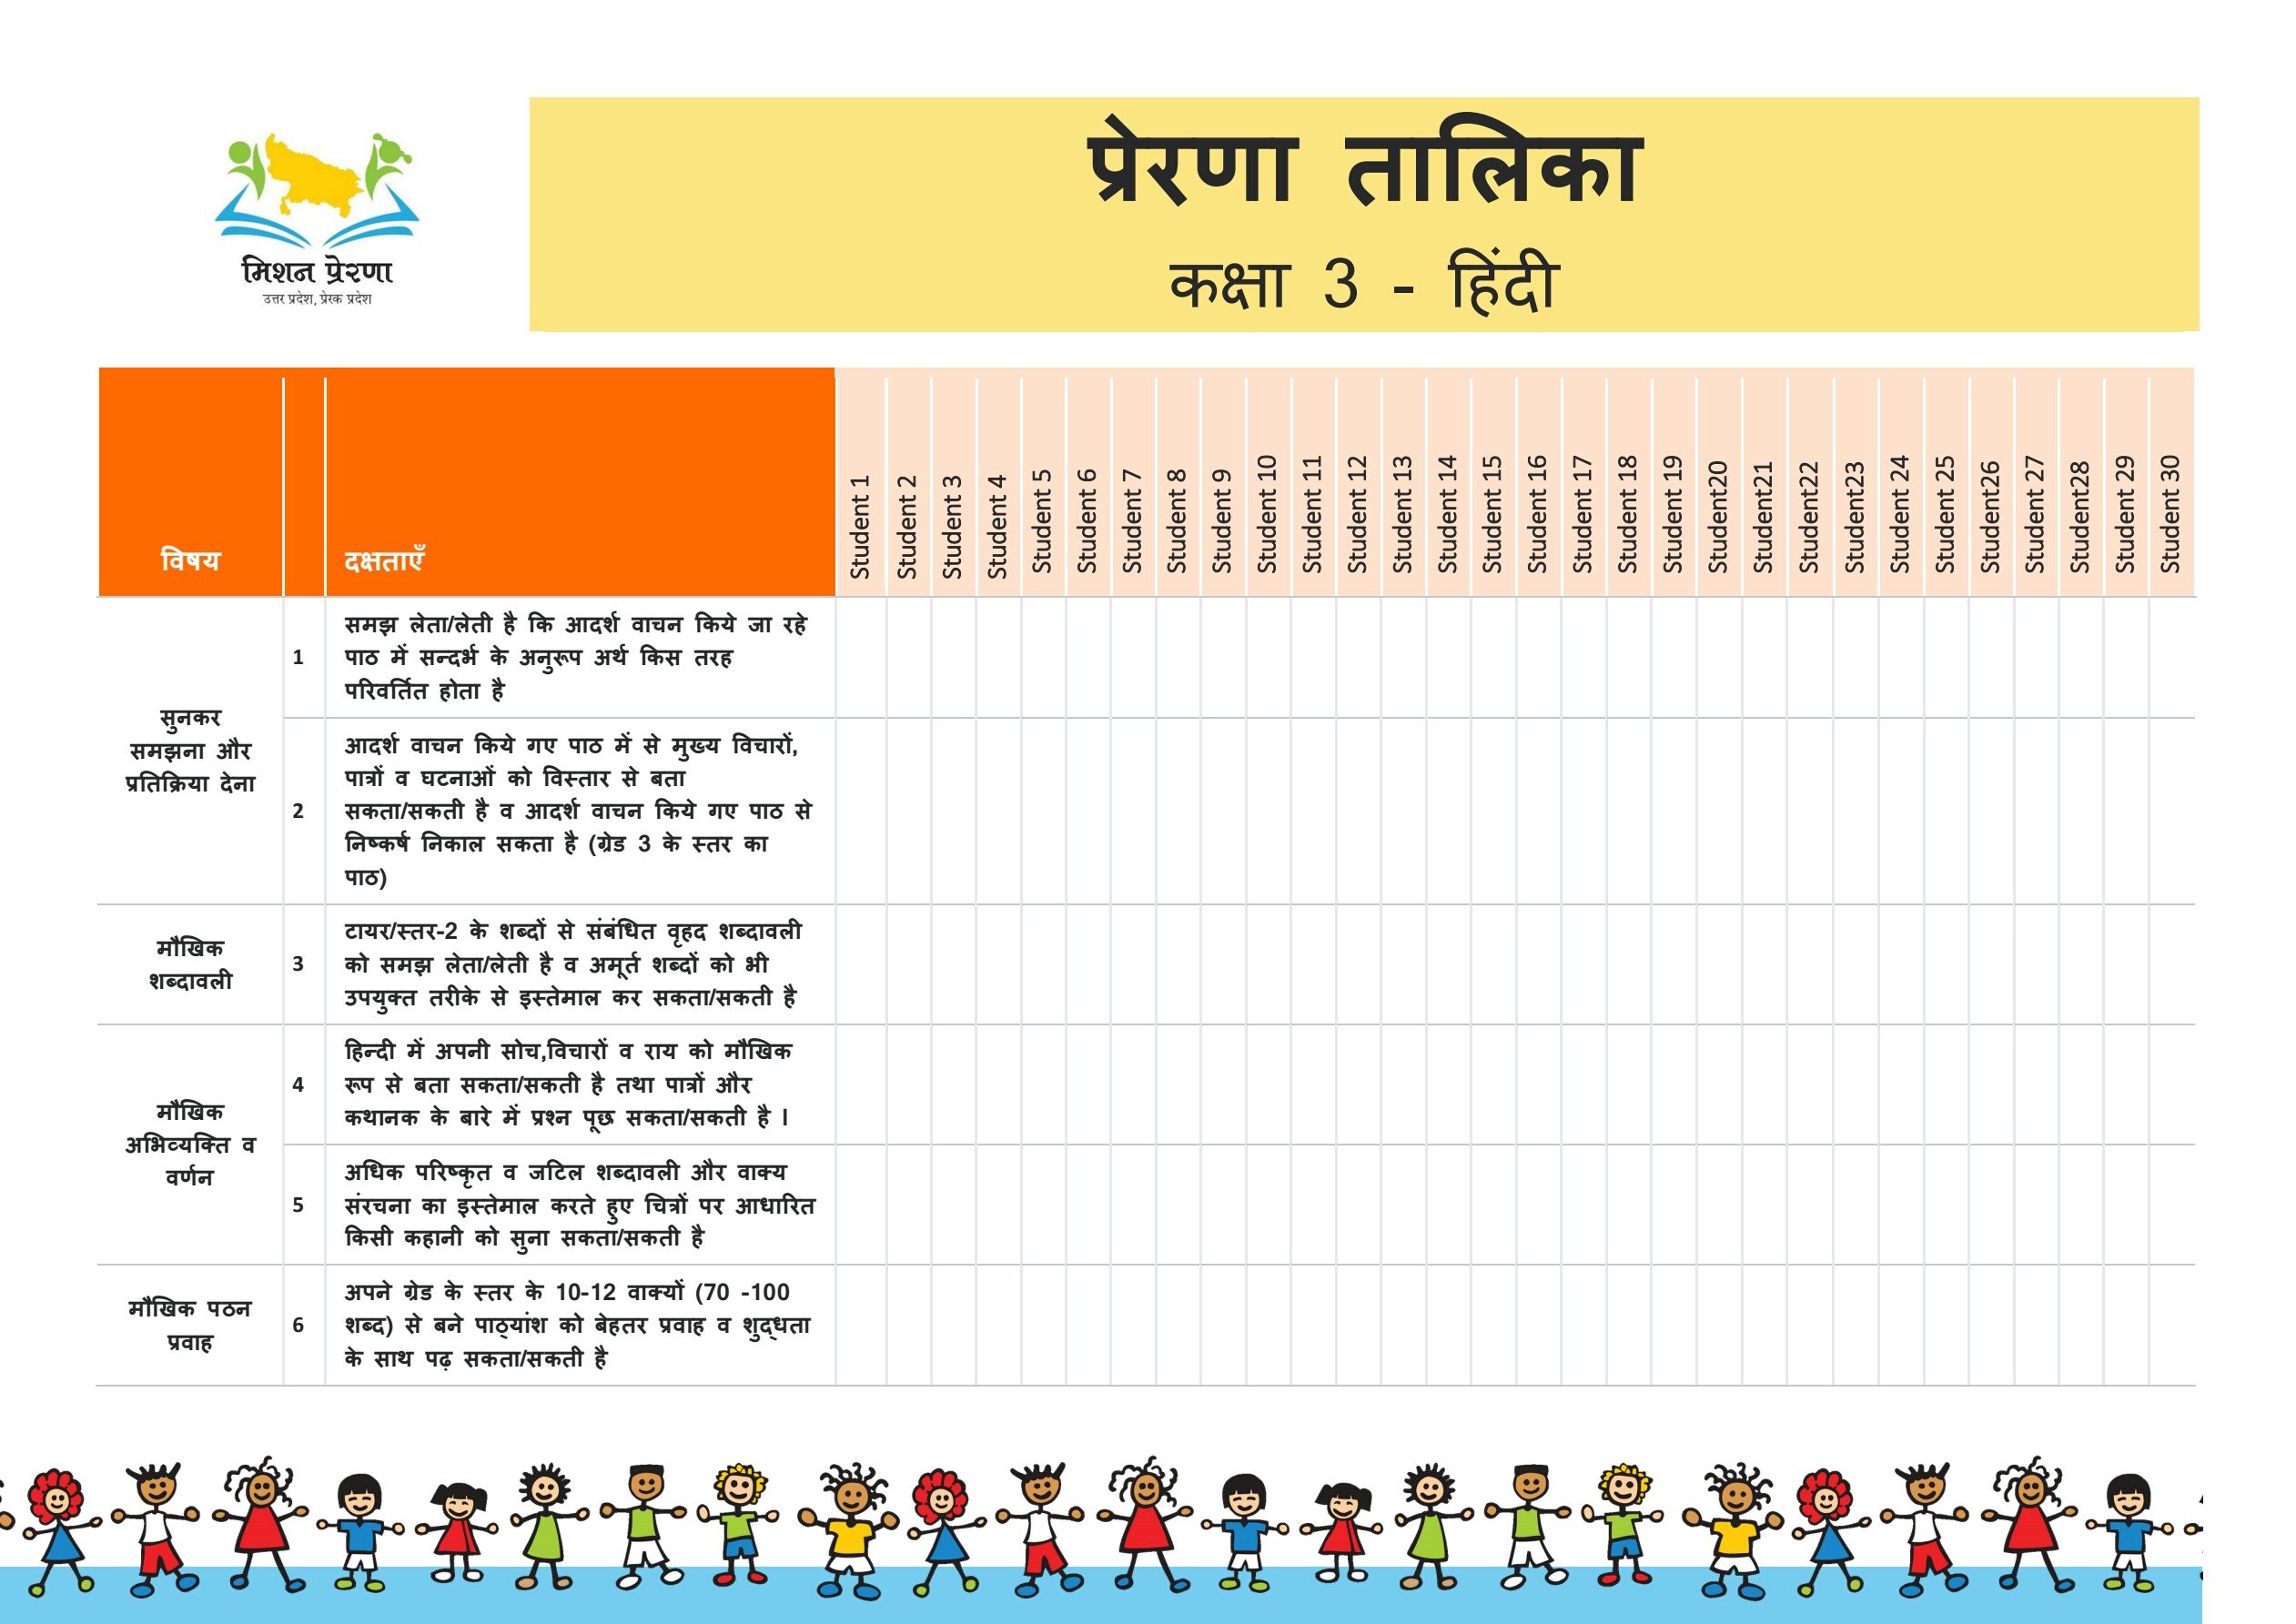 प्रेरणा तालिका
कक्षा 3 - हिंदी
मिशन प्रेरणा
उत्तर प्रदेश, प्रेरक प्रदेश
विषय
दक्षताएँ
Student 1
Student 2
Student 3
Student 4
Student 5
Student 6
Student 7
Student 8
Student 9
Student 10
Student 11
Student 12
Student 13
Student 14
Student 15
Student 16
Student 17
Student 18
Student 19
Student20
Student21
Student22
Student23
Student 24
Student 25
Student26
Student 27
Student28
Student 29
Student 30
सुनकर
समझना और
प्रतिक्रिया देना
1
समझ लेता/लेती है कि आदर्श वाचन किये जा रहे
पाठ में सन्दर्भ के अनुरूप अर्थ किस तरह
परिवर्तित होता है
2
आदर्श वाचन किये गए पाठ में से मुख्य विचारों,
पात्रों व घटनाओं को विस्तार से बता
सकता/सकती है व आदर्श वाचन किये गए पाठ से
निष्कर्ष निकाल सकता है (ग्रेड 3 के स्तर का
पाठ)
मौखिक
शब्दावली
3
टायर/स्तर-2 के शब्दों से संबंधित वृहद शब्दावली
को समझ लेता/लेती है व अमूर्त शब्दों को भी
उपयुक्त तरीके से इस्तेमाल कर सकता/सकती है
मौखिक
अभिव्यक्ति व
वर्णन
4
हिन्दी में अपनी सोच,विचारों व राय को मौखिक
रूप से बता सकता/सकती है तथा पात्रों और
कथानक के बारे में प्रश्न पूछ सकता/सकती है l
5
अधिक परिष्कृत व जटिल शब्दावली और वाक्य
संरचना का इस्तेमाल करते हुए चित्रों पर आधारित
किसी कहानी को सुना सकता/सकती है
मौखिक पठन
प्रवाह
6
अपने ग्रेड के स्तर के 10-12 वाक्यों (70 -100
शब्द) से बने पाठ्यांश को बेहतर प्रवाह व शुद्धता
के साथ पढ़ सकता/सकती है